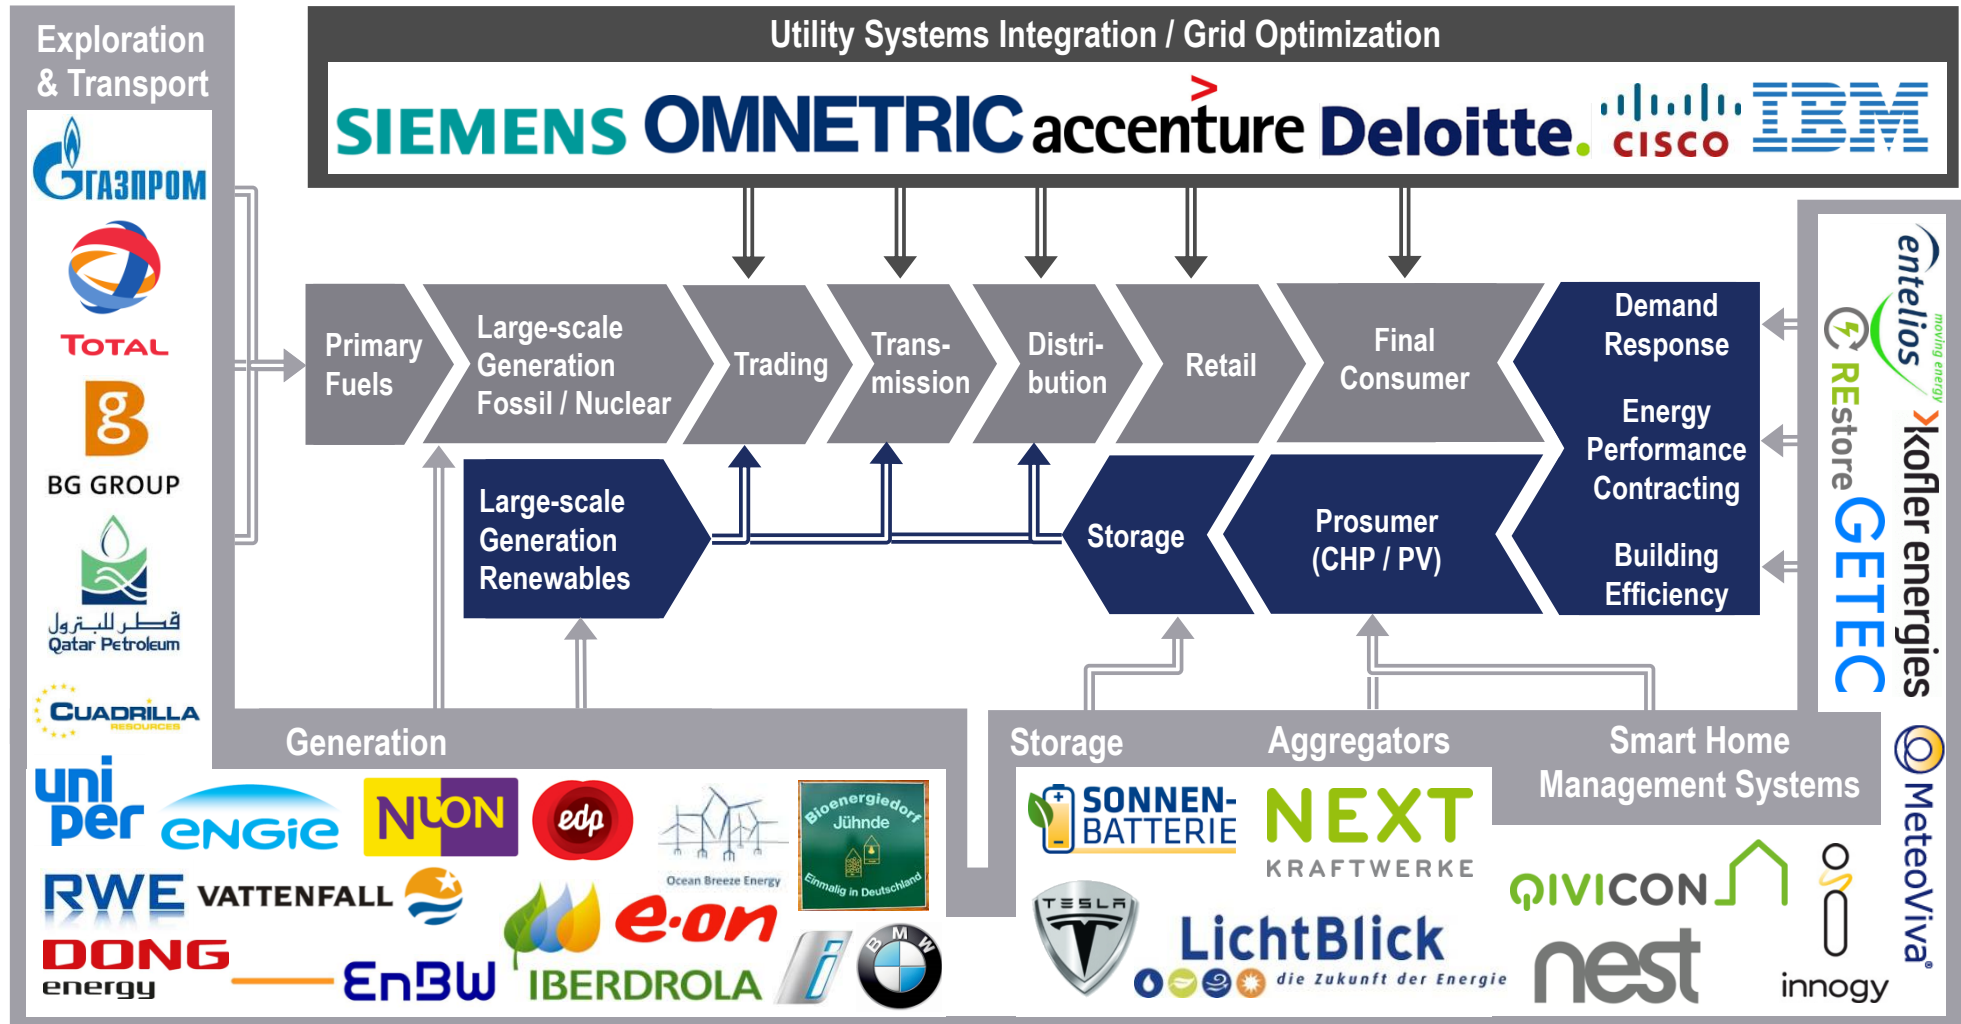 Exploration
& Transport
ГАЗПРОМ
TOTAL
g
BG GROUP
قطر للبترول
Qatar Petroleum
CUADRILLA
RESOURCES
Utility Systems Integration / Grid Optimization
SIEMENS
OMNETRIC
accenture
Deloitte.
CISCO
IBM
Primary
Fuels
Large-scale
Generation
Fossil / Nuclear
Trading
Trans-
mission
Distri-
bution
Retail
Final
Consumer
Demand
Response
Energy
Performance
Contracting
Building
Efficiency
Large-scale
Generation
Renewables
Storage
Prosumer
(CHP / PV)
entelios
moving energy
REstore
kofler energies
GETEC
MeteoViva®
Generation
uni
per
ENGIE
NUON
edp
Ocean Breeze Energy
Bioenergiedorf
Jühnde
Einmalig in Deutschland
RWE
VATTENFALL
DONG
energy
EnBW
IBERDROLA
e.on
i
BMW
Storage
SONNEN-
BATTERIE
TESLA
Aggregators
NEXT
KRAFTWERKE
LichtBlick
die Zukunft der Energie
Smart Home
Management Systems
QIVICON
nest
innogy